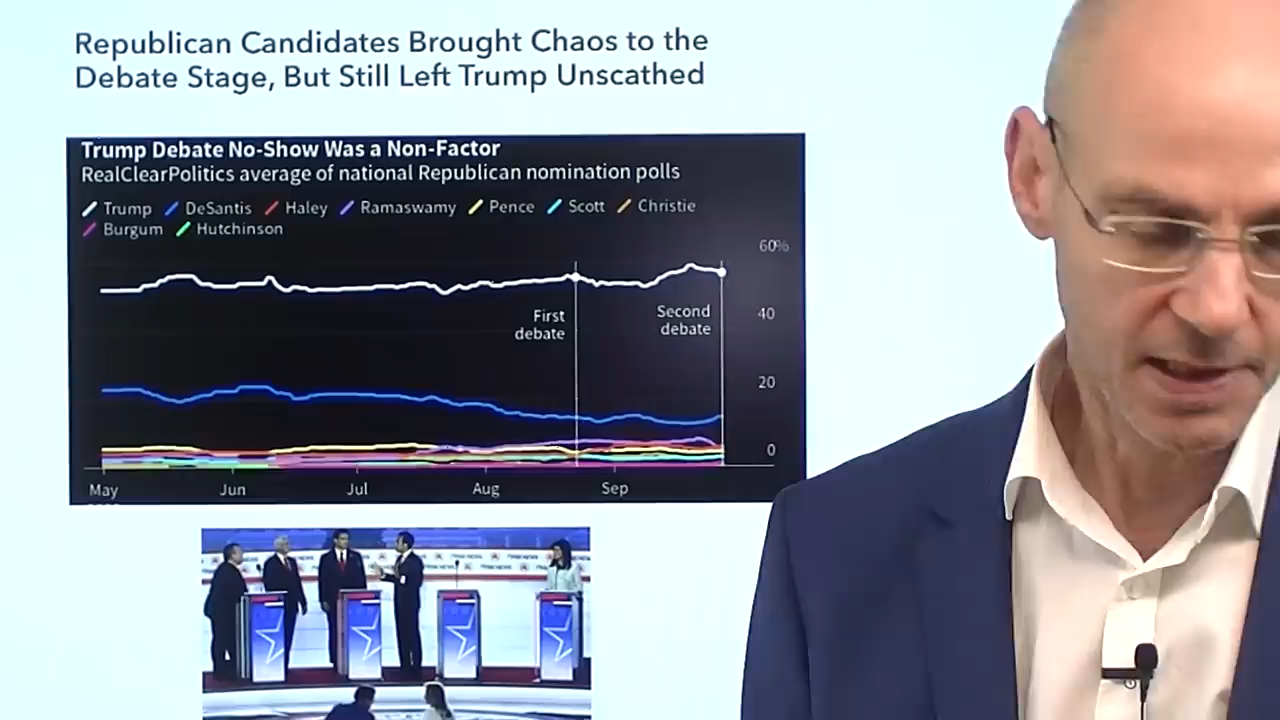 Republican Candidates Brought Chaos to the
Debate Stage, But Still Left Trump Unscathed
Trump Debate No-Show Was a Non-Factor
RealClearPolitics average of national Republican nomination polls
Trump DeSantis Haley Ramaswamy Pence Scott Christie
Burgum Hutchinson
60%
First
debate
Second
debate
40
20
0
May Jun Jul Aug Sep